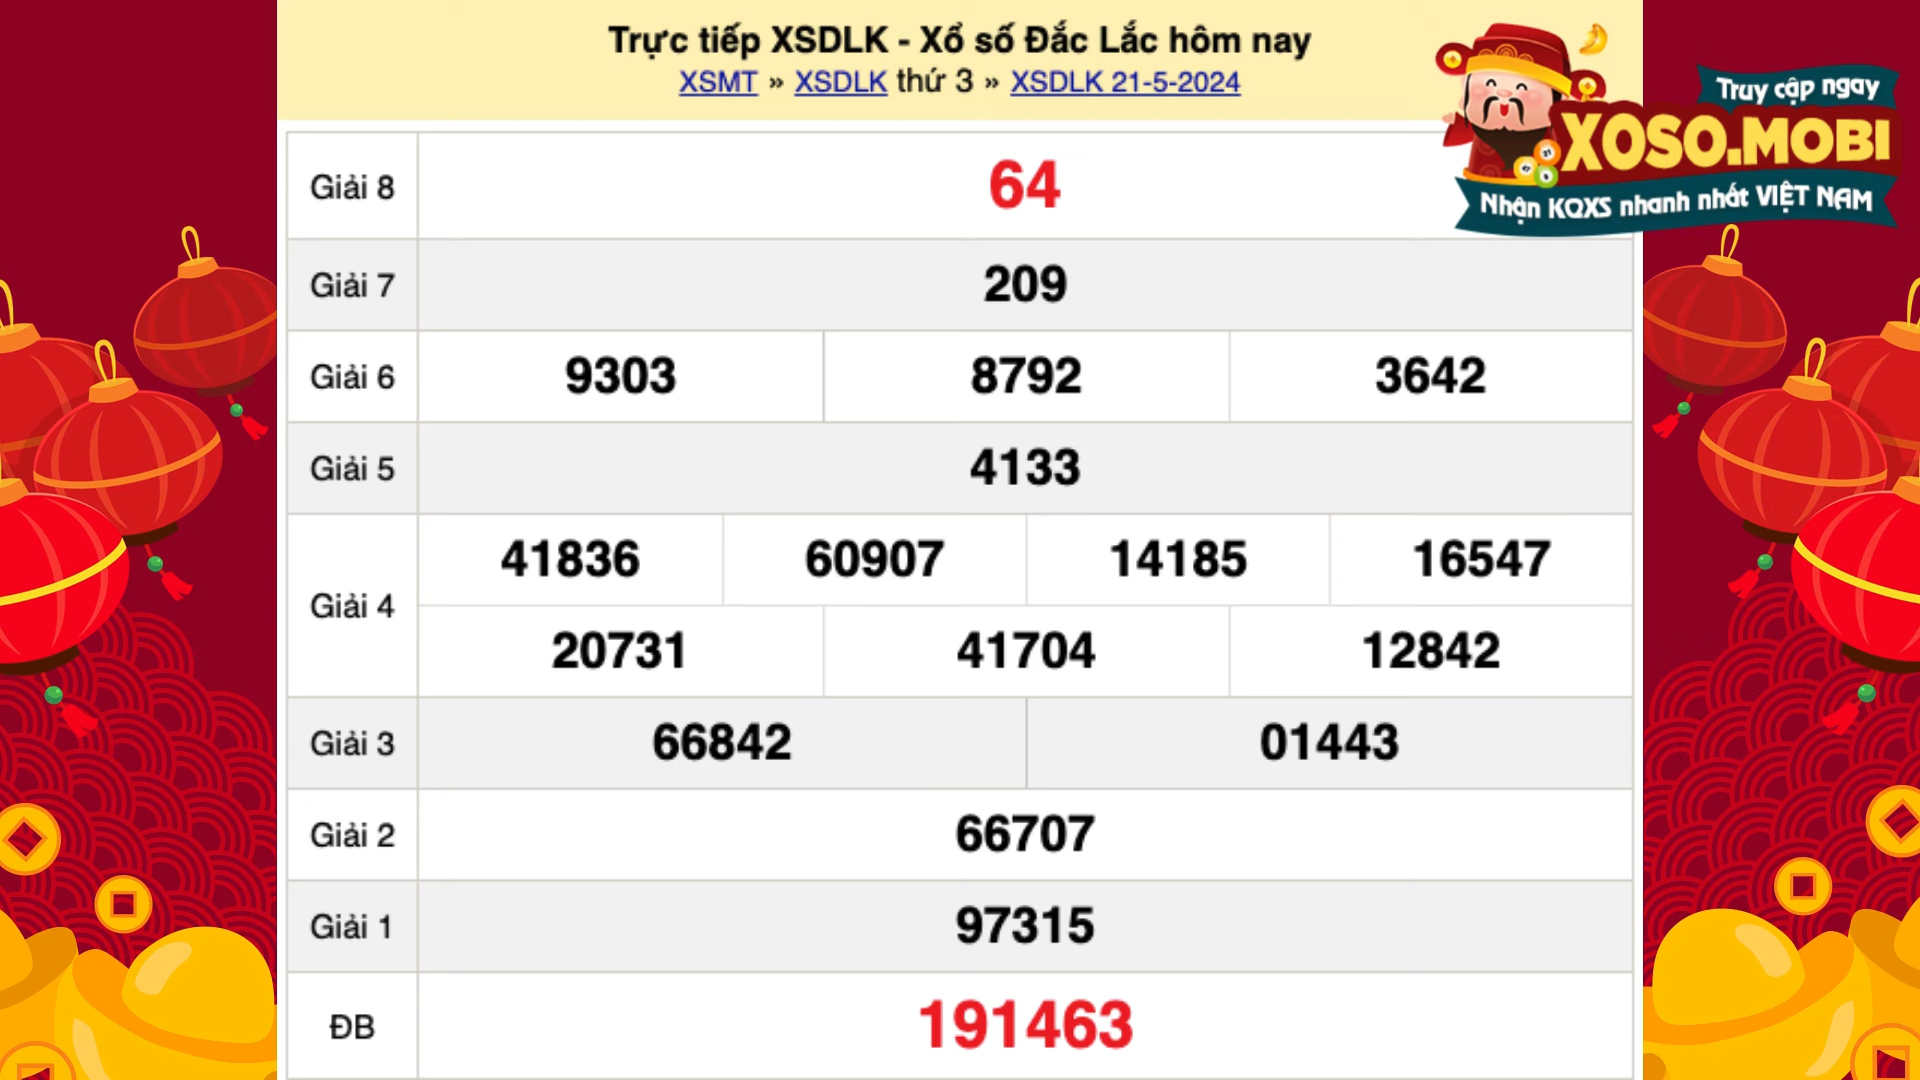 Trực tiếp XSDLK - Xổ số Đắc Lắc hôm nay
XSMT » XSDLK thứ 3 » XSDLK 21-5-2024
Truy cập ngay
XOSO.MOBI
Nhận KQXS nhanh nhất VIỆT NAM
Giải 8 64
Giải 7 209
Giải 6 9303 8792 3642
Giải 5 4133
Giải 4 41836 60907 14185 16547
20731 41704 12842
Giải 3 66842 01443
Giải 2 66707
Giải 1 97315
ĐB 191463